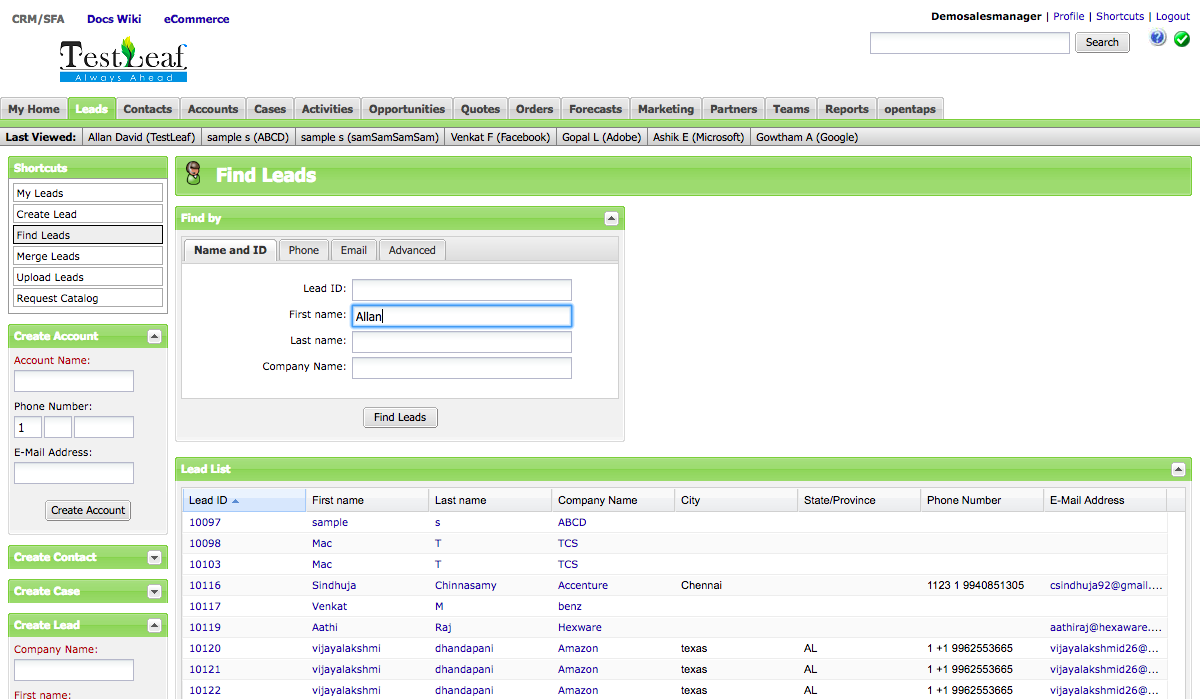 CRM/SFA Docs Wiki eCommerce
Demosalesmanager | Profile | Shortcuts | Logout
Search
TestLeaf
Always Ahead
My Home Leads Contacts Accounts Cases Activities Opportunities Quotes Orders Forecasts Marketing Partners Teams Reports opentaps
Last Viewed: Allan David (TestLeaf) sample s (ABCD) sample s (samSamSamSam) Venkat F (Facebook) Gopal L (Adobe) Ashik E (Microsoft) Gowtham A (Google)
Shortcuts
My Leads
Create Lead
Find Leads
Merge Leads
Upload Leads
Request Catalog
Create Account
Account Name:
Phone Number:
1
E-Mail Address:
Create Account
Create Contact
Create Case
Create Lead
Company Name:
First name:
Find Leads
Find by
Name and ID Phone Email Advanced
Lead ID:
First name: Allan
Last name:
Company Name:
Find Leads
Lead List
Lead ID First name Last name Company Name City State/Province Phone Number E-Mail Address
10097 sample s ABCD
10098 Mac T TCS
10103 Mac T TCS
10116 Sindhuja Chinnasamy Accenture Chennai 1123 1 9940851305 csindhuja92@gmail....
10117 Venkat M benz
10119 Aathi Raj Hexware aathiraj@hexaware....
10120 vijayalakshmi dhandapani Amazon texas AL 1 +1 9962553665 vijayalakshmid26@...
10121 vijayalakshmi dhandapani Amazon texas AL 1 +1 9962553665 vijayalakshmid26@...
10122 vijayalakshmi dhandapani Amazon texas AL 1 +1 9962553665 vijayalakshmid26@...